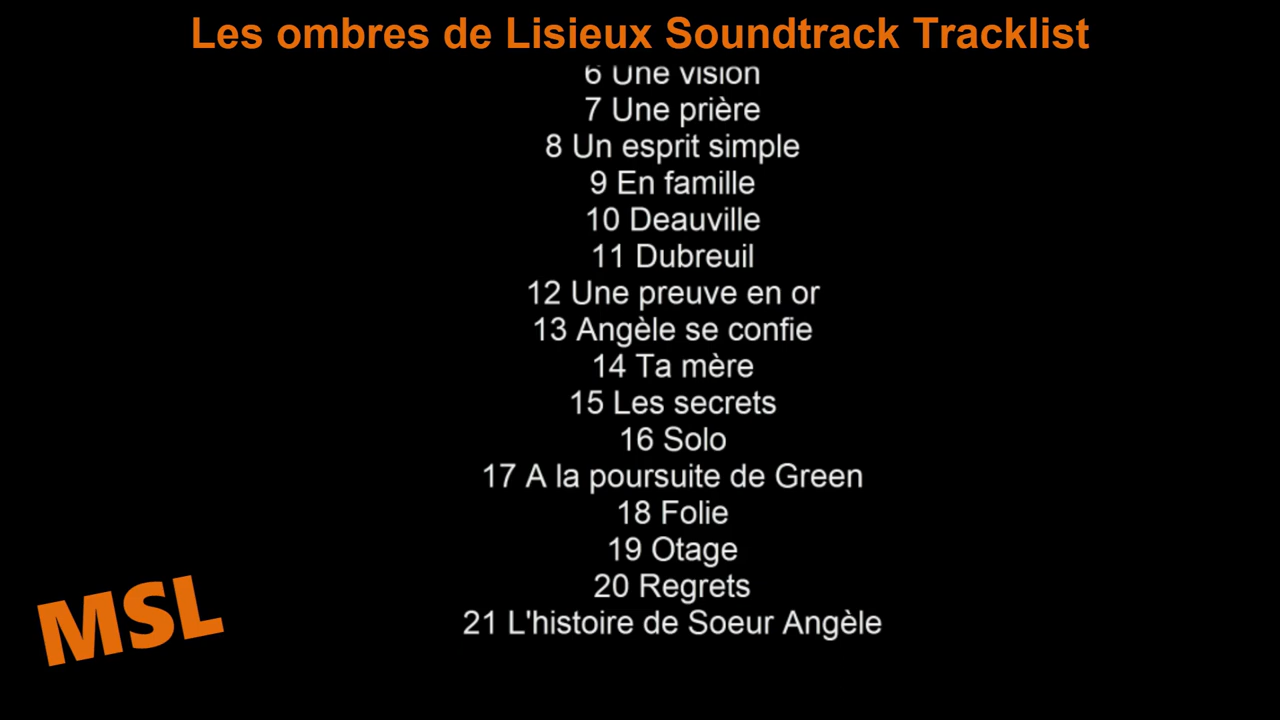 Les ombres de Lisieux Soundtrack Tracklist
6 Une vision
7 Une prière
8 Un esprit simple
9 En famille
10 Deauville
11 Dubreuil
12 Une preuve en or
13 Angèle se confie
14 Ta mère
15 Les secrets
16 Solo
17 A la poursuite de Green
18 Folie
19 Otage
20 Regrets
21 L'histoire de Soeur Angèle
MSL